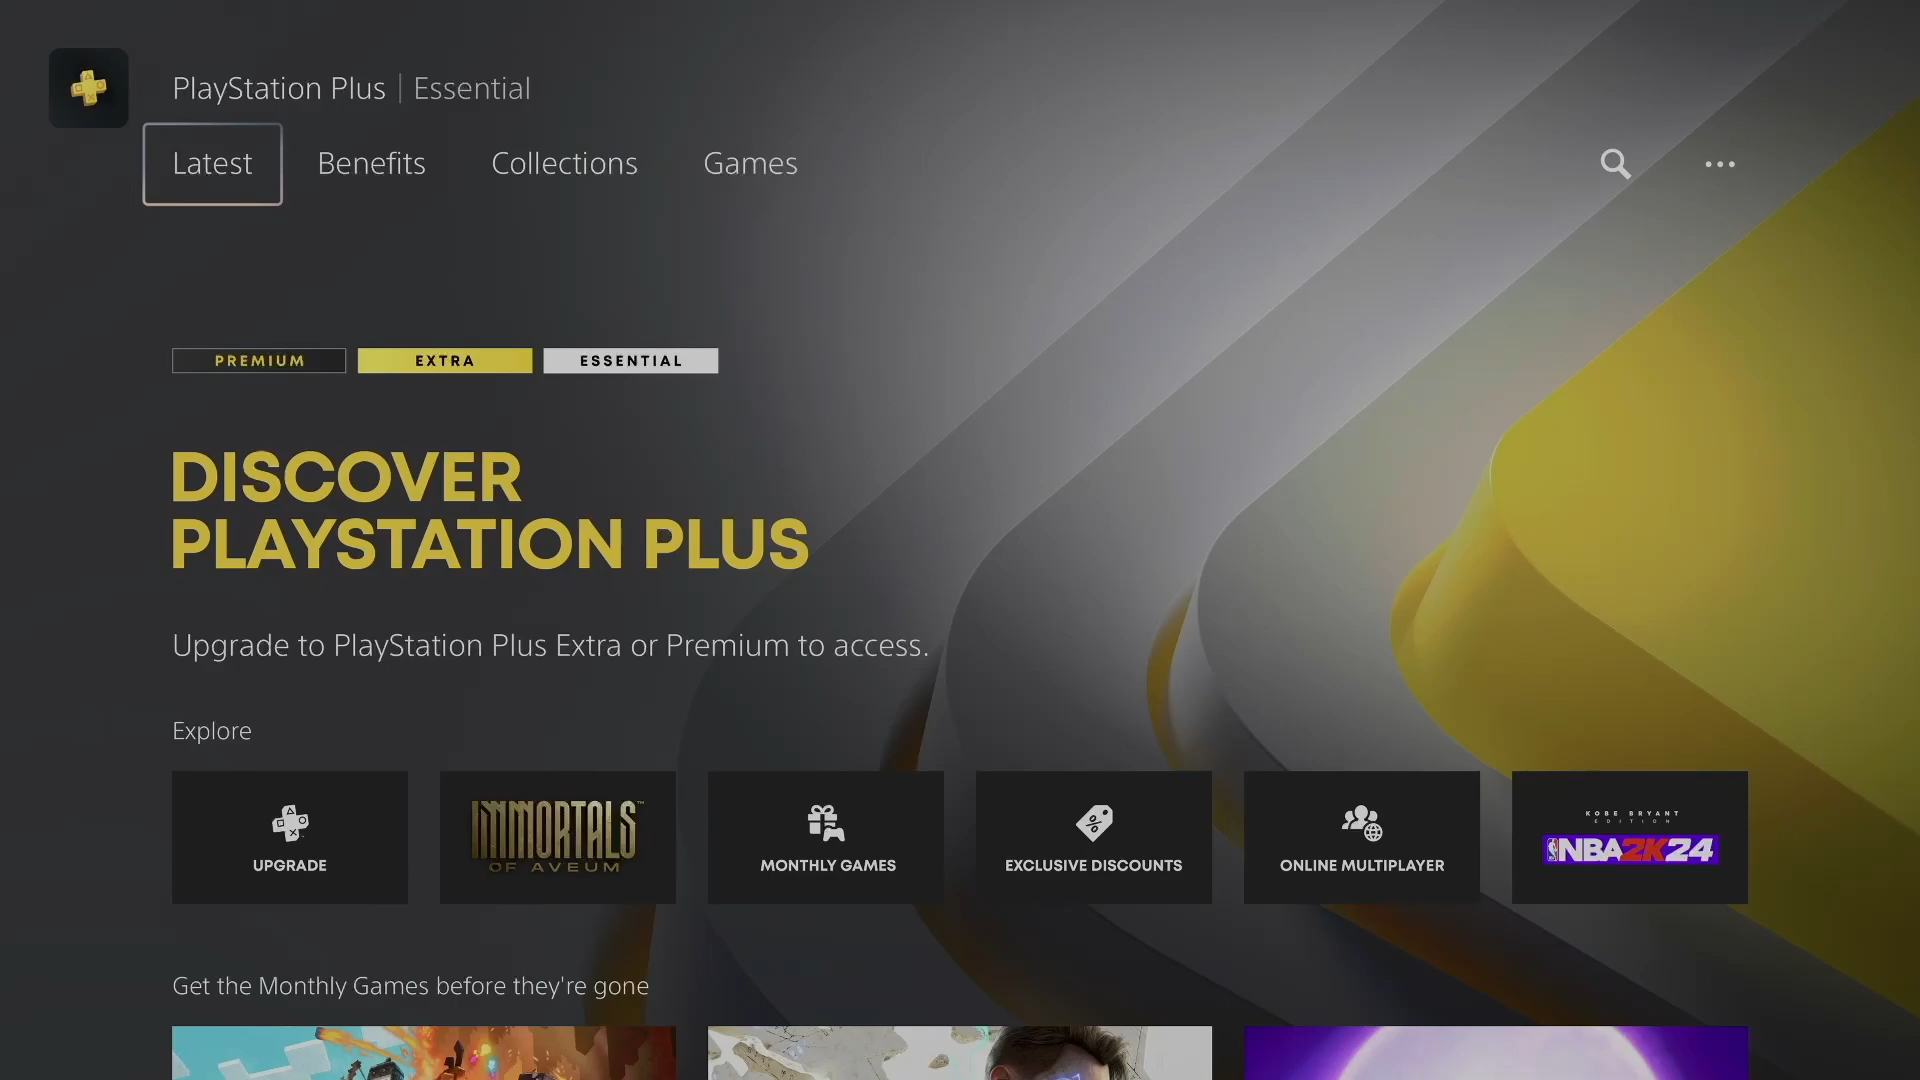 PlayStation Plus | Essential
Latest Benefits Collections Games
PREMIUM EXTRA ESSENTIAL
DISCOVER
PLAYSTATION PLUS
Upgrade to PlayStation Plus Extra or Premium to access.
Explore
UPGRADE
IMMORTALS™
OF AVEUM
MONTHLY GAMES
EXCLUSIVE DISCOUNTS
ONLINE MULTIPLAYER
KOBE BRYANT
EDITION
NBA2K24
Get the Monthly Games before they're gone